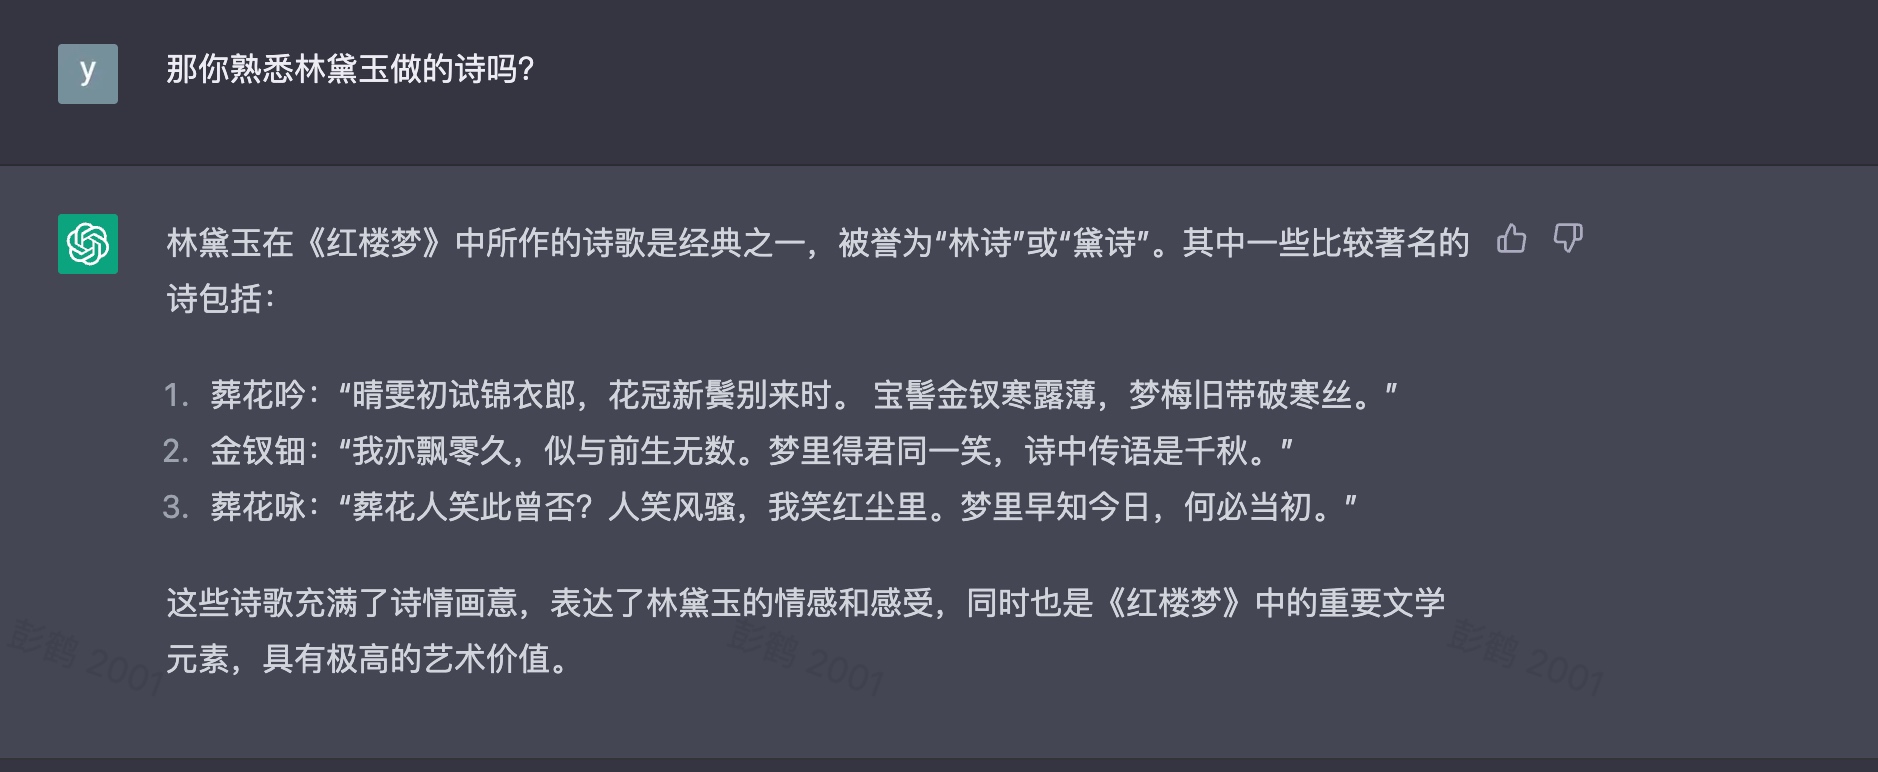 y
那你熟悉林黛玉做的诗吗?
林黛玉在《红楼梦》中所作的诗歌是经典之一，被誉为“林诗”或“黛诗”。其中一些比较著名的
诗包括：
1. 葬花吟：“晴雯初试锦衣郎，花冠新鬓别来时。 宝髻金钗寒露薄，梦梅旧带破寒丝。”
2. 金钗钿：“我亦飘零久，似与前生无数。梦里得君同一笑，诗中传语是千秋。”
3. 葬花咏：“葬花人笑此曾否？人笑风骚，我笑红尘里。梦里早知今日，何必当初。”
这些诗歌充满了诗情画意，表达了林黛玉的情感和感受，同时也是《红楼梦》中的重要文学
元素，具有极高的艺术价值。
彭鹤 2001
彭鹤 2001
彭鹤 2001